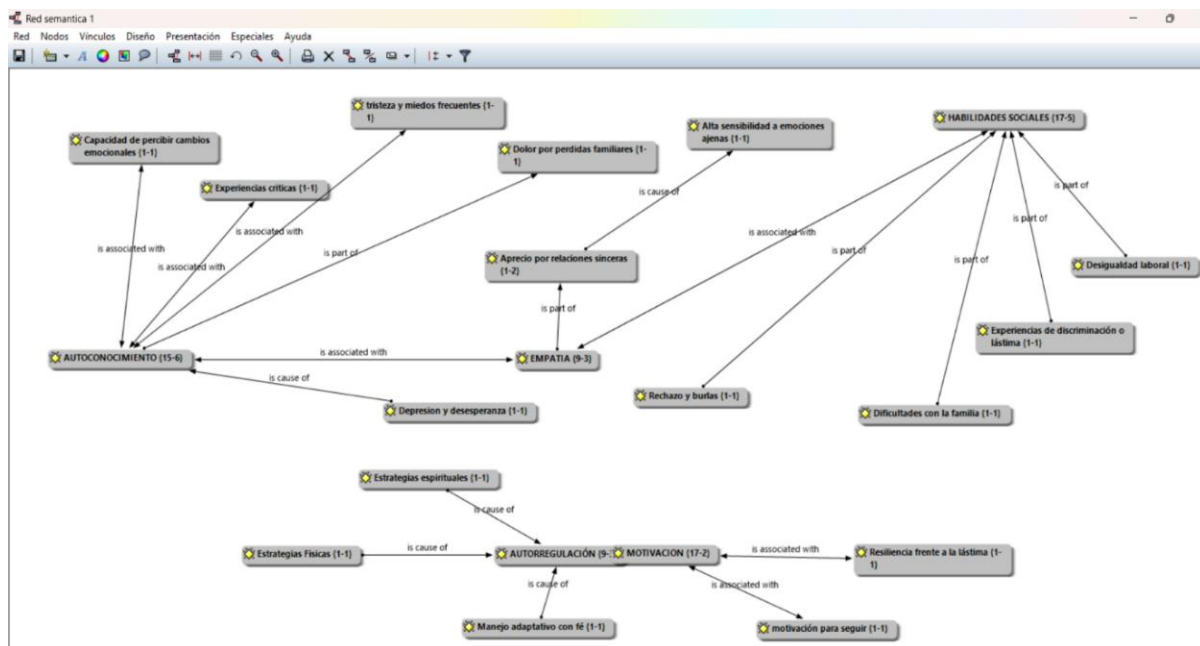 Red semantica 1
Red Nodos Vínculos Diseño Presentación Especiales Ayuda
tristeza y miedos frecuentes {1-
1}
HABILIDADES SOCIALES {17-5}
Alta sensibilidad a emociones
ajenas {1-1}
Capacidad de percibir cambios
emocionales {1-1}
Dolor por perdidas familiares {1-
1}
Experiencias críticas {1-1}
is cause of
is part of
is part of
is associated with
is associated with
is part of
is associated with
is part of
is associated with
is part of
Aprecio por relaciones sinceras
{1-2}
Desigualdad laboral {1-1}
is part of
Experiencias de discriminación o
lástima {1-1}
AUTOCONOCIMIENTO {15-6}
is associated with
EMPATIA {9-3}
is cause of
Rechazo y burlas {1-1}
Depresion y desesperanza {1-1}
Dificultades con la familia {1-1}
Estrategias espirituales {1-1}
is cause of
Estrategias Físicas {1-1}
is cause of
AUTORREGULACIÓN {9-
MOTIVACION {17-2}
is associated with
Resiliencia frente a la lástima {1-
1}
is cause of
is associated with
Manejo adaptativo con fé {1-1}
motivación para seguir {1-1}